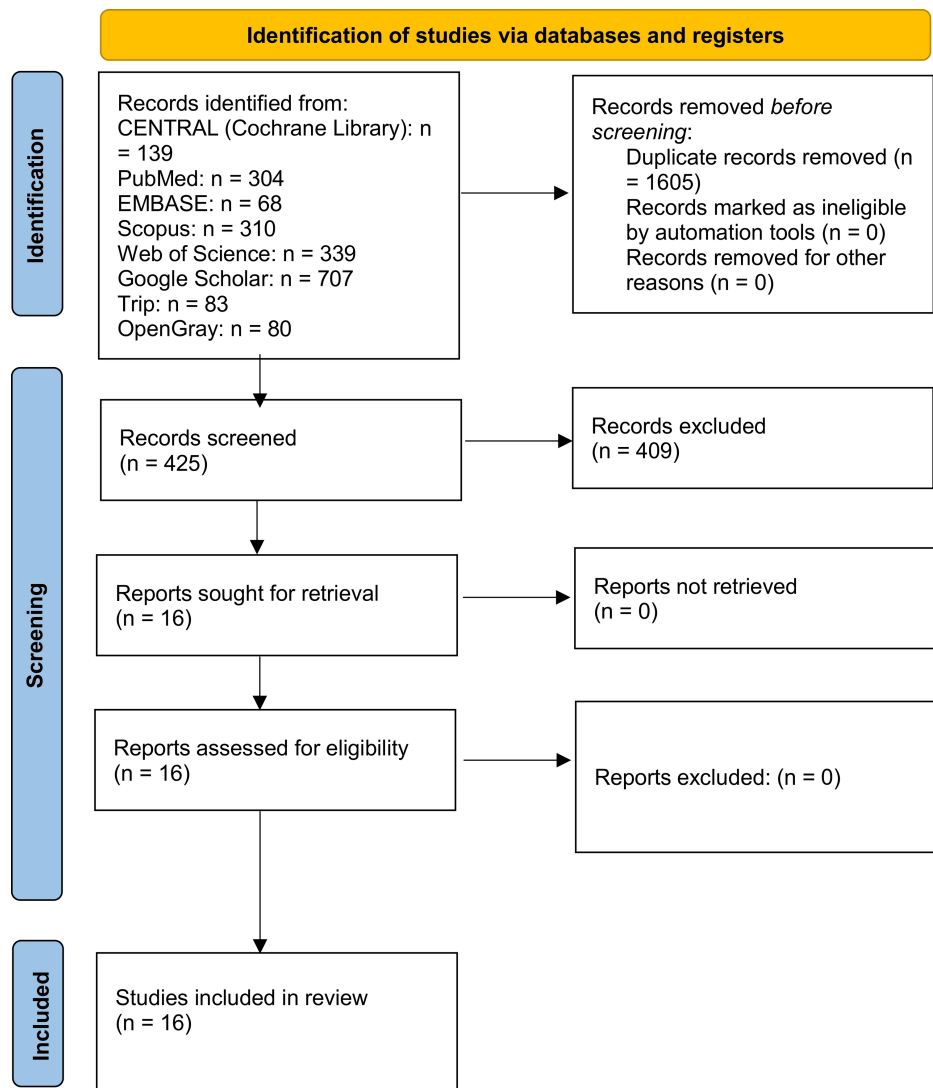 Identification of studies via databases and registers
Identification
Records identified from:
CENTRAL (Cochrane Library): n
= 139
PubMed: n = 304
EMBASE: n = 68
Scopus: n = 310
Web of Science: n = 339
Google Scholar: n = 707
Trip: n = 83
OpenGray: n = 80
Records removed before
screening:
Duplicate records removed (n
= 1605)
Records marked as ineligible
by automation tools (n = 0)
Records removed for other
reasons (n = 0)
Screening
Records screened
(n = 425)
Records excluded
(n = 409)
Reports sought for retrieval
(n = 16)
Reports not retrieved
(n = 0)
Reports assessed for eligibility
(n = 16)
Reports excluded: (n = 0)
Included
Studies included in review
(n = 16)